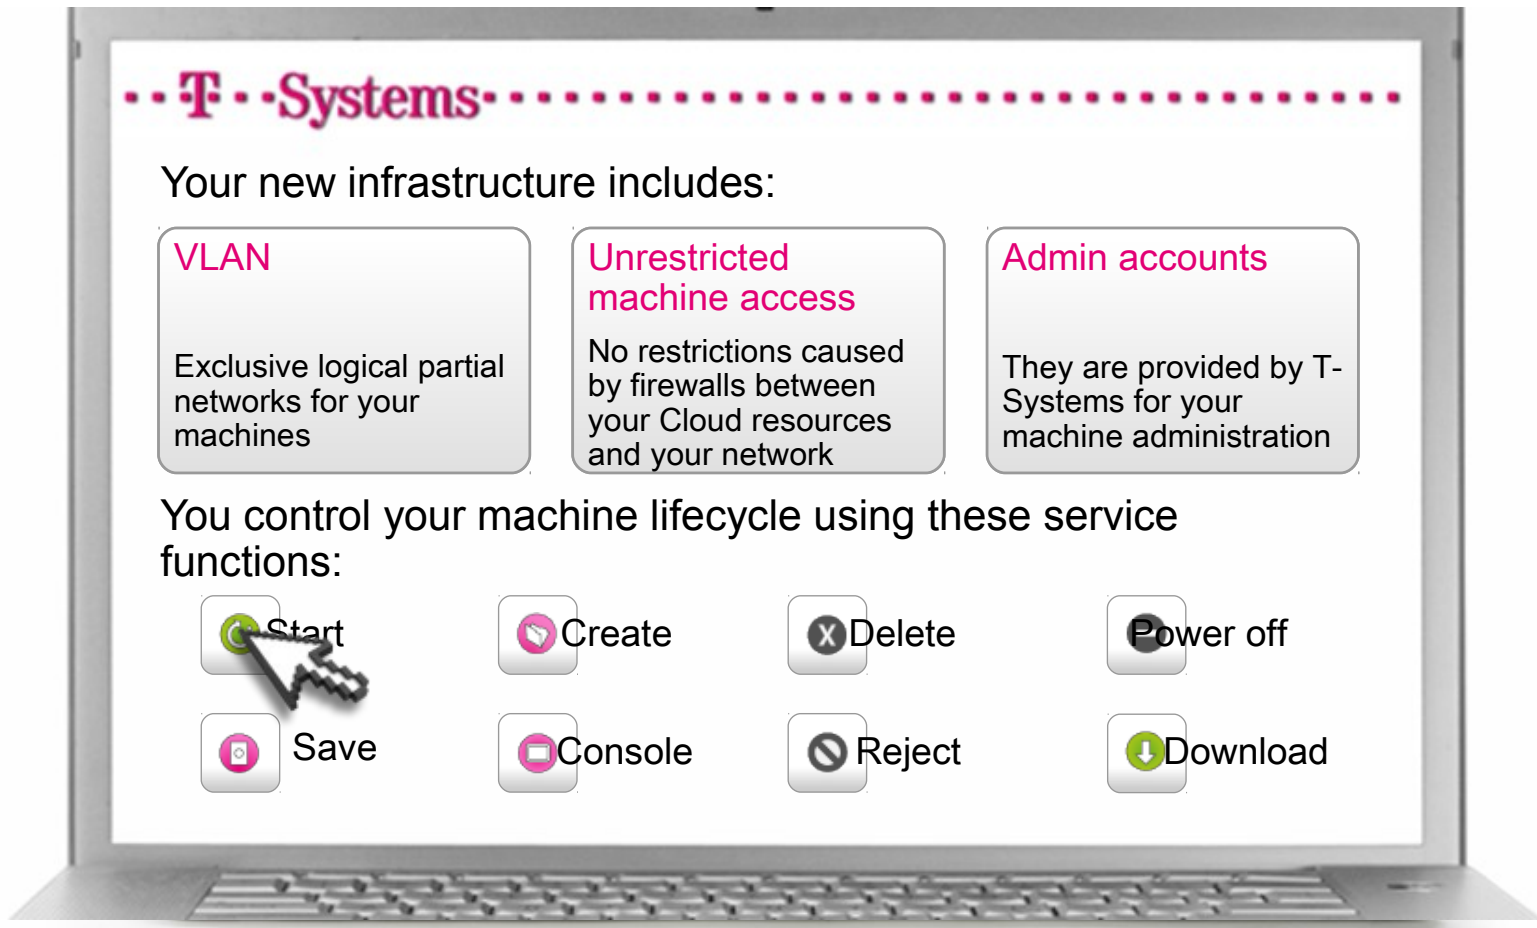 T Systems
Your new infrastructure includes:
VLAN
Exclusive logical partial
networks for your
machines
Unrestricted
machine access
No restrictions caused
by firewalls between
your Cloud resources
and your network
Admin accounts
They are provided by T-
Systems for your
machine administration
You control your machine lifecycle using these service
functions:
Start
Create
Delete
Power off
Save
Console
Reject
Download